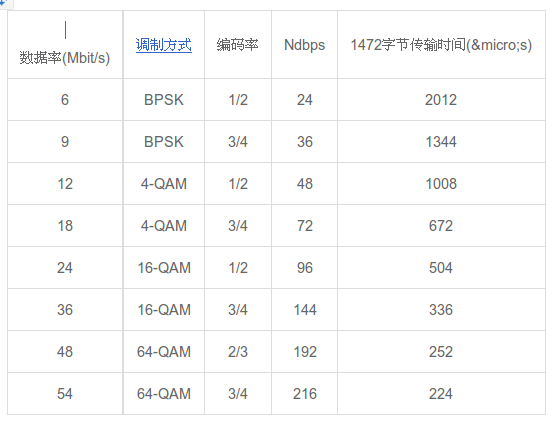 数据率(Mbit/s) 调制方式 编码率 Ndbps 1472字节传输时间(&micro;s)
6 BPSK 1/2 24 2012
9 BPSK 3/4 36 1344
12 4-QAM 1/2 48 1008
18 4-QAM 3/4 72 672
24 16-QAM 1/2 96 504
36 16-QAM 3/4 144 336
48 64-QAM 2/3 192 252
54 64-QAM 3/4 216 224